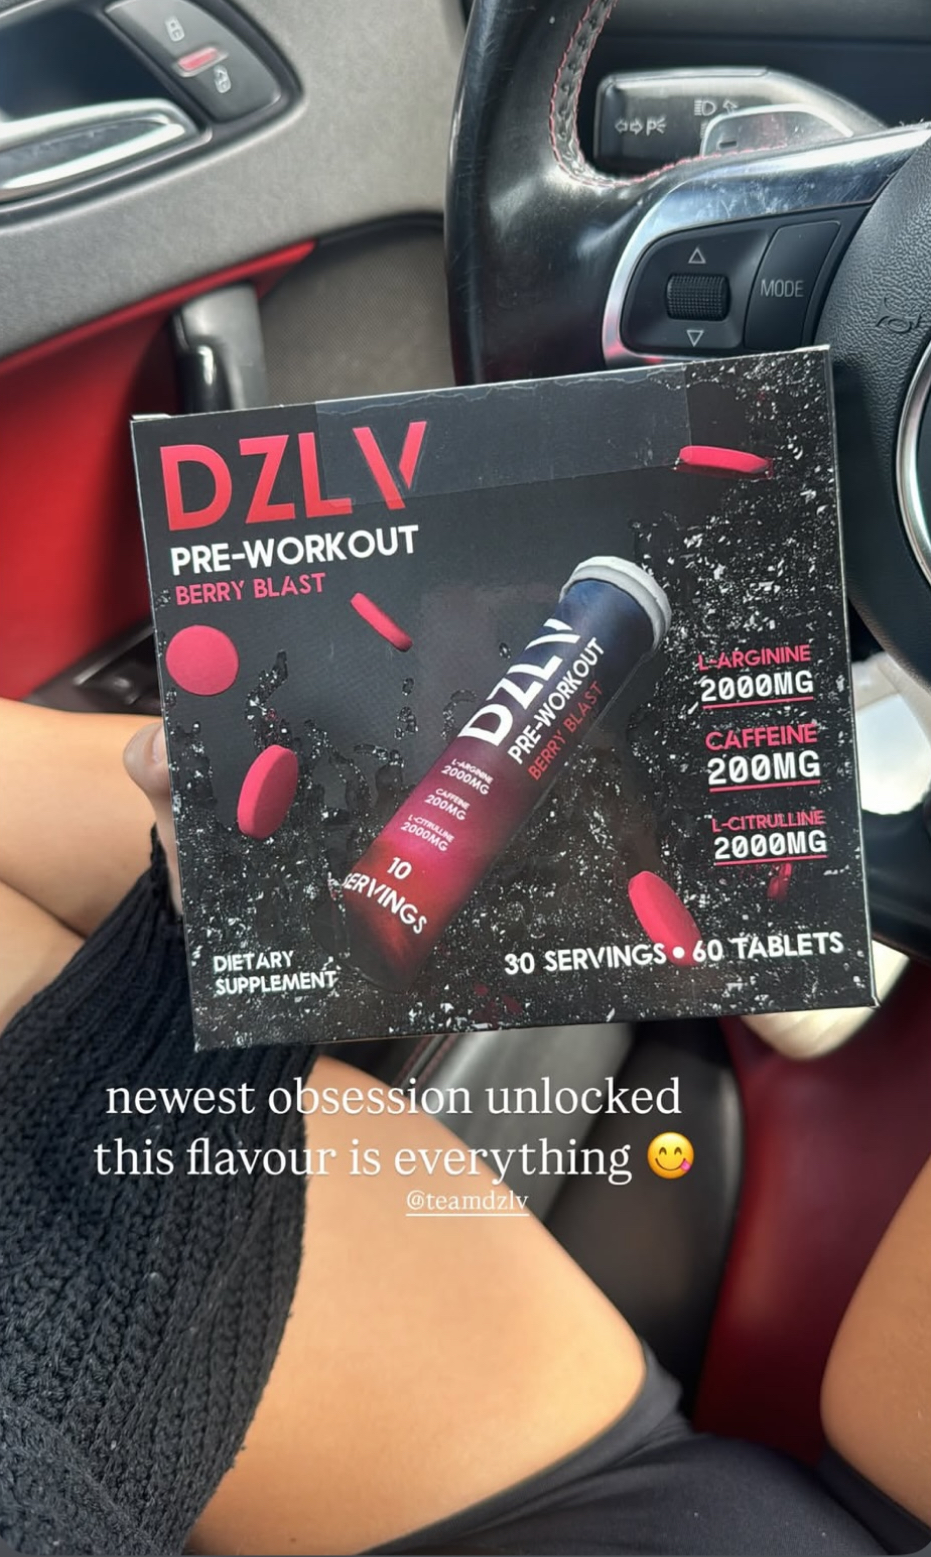 MODE
DZLV
PRE-WORKOUT
BERRY BLAST
DZLV
PRE-WORKOUT
BERRY BLAST
L-ARGININE
2000MG
CAFFEINE
200MG
L-CITRULLINE
2000MG
10
SERVINGS
L-ARGININE
2000MG
CAFFEINE
200MG
L-CITRULLINE
2000MG
DIETARY
SUPPLEMENT
30 SERVINGS • 60 TABLETS
newest obsession unlocked
this flavour is everything 😋
@teamdzlv